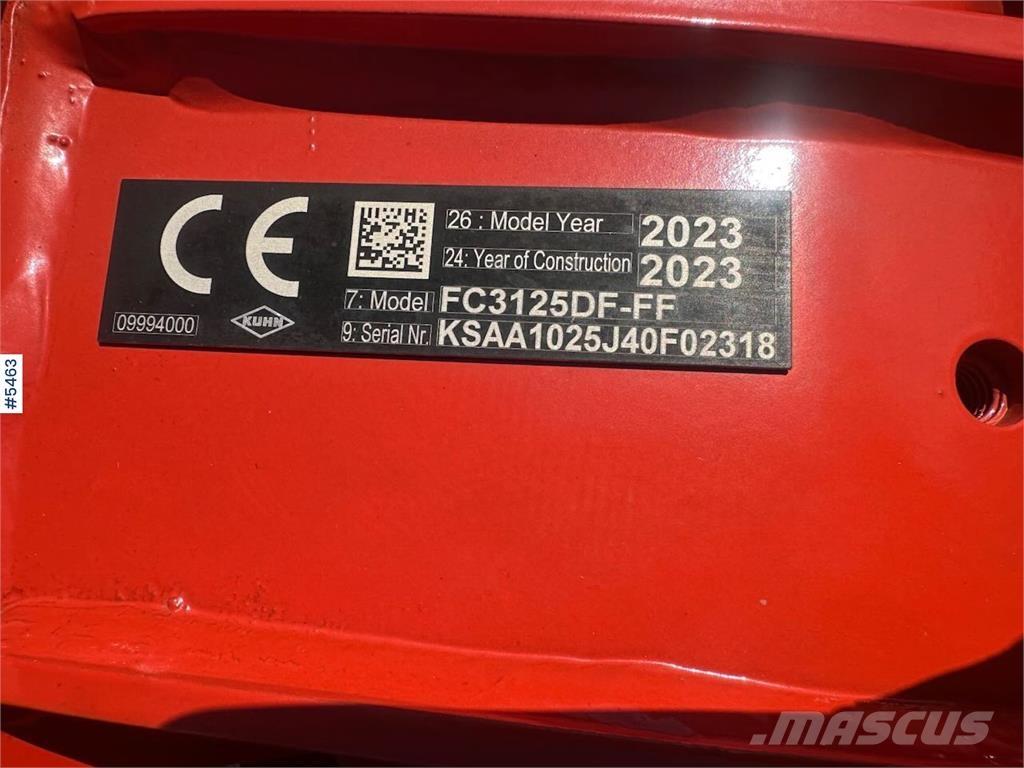 CE
26 : Model Year 2023
24: Year of Construction 2023
7: Model FC3125DF-FF
9: Serial Nr. KSAA1025J40F02318
09994000
KUHN
#5463
MASCUS